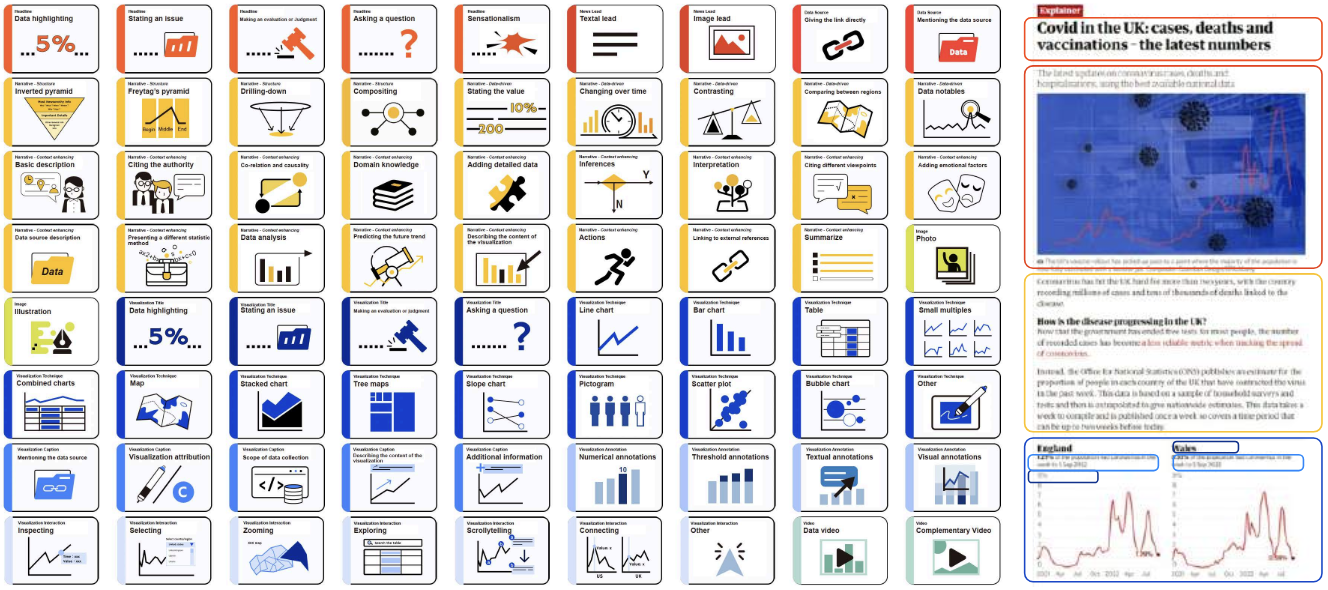 Headline
Data highlighting
...5%...
Headline
Stating an issue
Headline
Making an evaluation or Judgment
Headline
Asking a question
?
Headline
Sensationalism
News Lead
Textal lead
News Lead
Image lead
Data Source
Giving the link directly
Data Source
Mentioning the data source
Data
Narrative - Structure
Inverted pyramid
Narrative - Structure
Freytag's pyramid
Begin Middle End
Narrative - Structure
Drilling-down
Narrative - Structure
Compositing
Narrative - Data-driven
Stating the value
10%
200
Narrative - Data-driven
Changing over time
Narrative - Data-driven
Contrasting
Narrative - Data-driven
Comparing between regions
Narrative - Data-driven
Data notables
Narrative - Context enhancing
Basic description
Narrative - Context enhancing
Citing the authority
Narrative - Context enhancing
Co-relation and causality
Narrative - Context enhancing
Domain knowledge
Narrative - Context enhancing
Adding detailed data
Narrative - Context enhancing
Inferences
Y
N
Narrative - Context enhancing
Interpretation
Narrative - Context enhancing
Citing different viewpoints
Narrative - Context enhancing
Adding emotional factors
Narrative - Context enhancing
Data source description
Data
Narrative - Context enhancing
Presenting a different statistic
method
Narrative - Context enhancing
Data analysis
Narrative - Context enhancing
Predicting the future trend
Narrative - Context enhancing
Describing the content of
the visualization
Narrative - Context enhancing
Actions
Narrative - Context enhancing
Linking to external references
Narrative - Context enhancing
Summarize
Image
Photo
Image
Illustration
Visualization Title
Data highlighting
...5%...
Visualization Title
Stating an issue
Visualization Title
Making an evaluation or judgment
Visualization Title
Asking a question
?
Visualization Technique
Line chart
Visualization Technique
Bar chart
Visualization Technique
Table
Visualization Technique
Small multiples
Visualization Technique
Combined charts
Visualization Technique
Map
Visualization Technique
Stacked chart
Visualization Technique
Tree maps
Visualization Technique
Slope chart
Visualization Technique
Pictogram
Visualization Technique
Scatter plot
Visualization Technique
Bubble chart
Visualization Technique
Other
Visualization Caption
Mentioning the data source
Visualization Caption
Visualization attribution
C
Visualization Caption
Scope of data collection
</>
Visualization Caption
Describing the context of the
visualization
Visualization Caption
Additional information
Visualization Annotation
Numerical annotations
10
Visualization Annotation
Threshold annotations
Visualization Annotation
Textual annotations
Visualization Annotation
Visual annotations
Visualization Interaction
Inspecting
Visualization Interaction
Selecting
Visualization Interaction
Zooming
Visualization Interaction
Exploring
Visualization Interaction
Scrollytelling
Visualization Interaction
Connecting
US
UK
Visualization Interaction
Other
Video
Data video
Video
Complementary Video
Explainer
Covid in the UK: cases, deaths and
vaccinations - the latest numbers
The latest updates on coronavirus cases, deaths and
hospitalisations, using the best available national data
Coronavirus has hit the UK hard for more than two years, with the country
recording millions of cases and tens of thousands of deaths linked to the
disease.
How is the disease progressing in the UK?
Now that the government has ended free tests for most people, the number
of recorded cases has become a less reliable metric when tracking the spread
of coronavirus.
Instead, the Office for National Statistics (ONS) publishes an estimate for the
proportion of people in each country of the UK that have contracted the virus
in the past week. This data is based on a sample of household surveys and
tests and then is extrapolated to give nationwide estimates. This data takes a
week to compile and is published once a week so covers a time period that
can be up to two weeks before today.
England
Wales